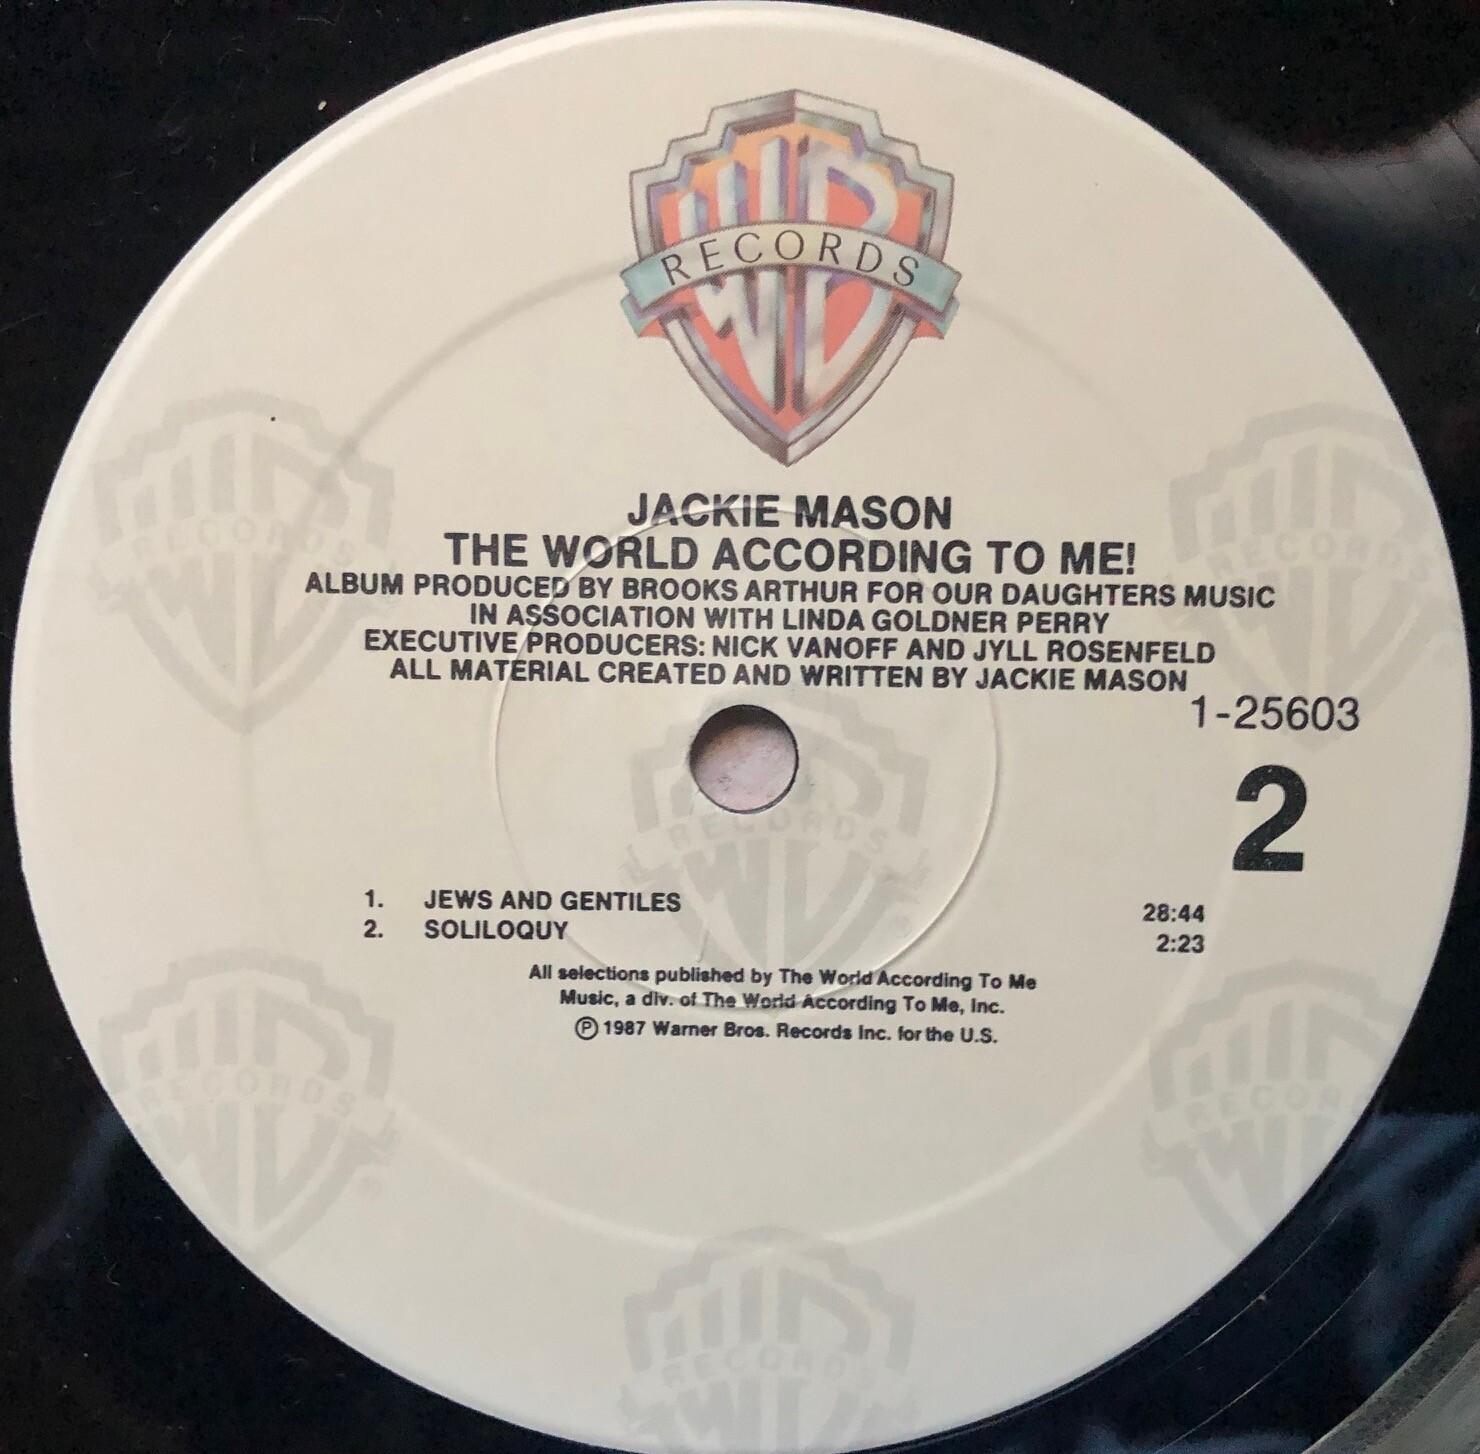 WB
RECORDS
JACKIE MASON
THE WORLD ACCORDING TO ME!
ALBUM PRODUCED BY BROOKS ARTHUR FOR OUR DAUGHTERS MUSIC
IN ASSOCIATION WITH LINDA GOLDNER PERRY
EXECUTIVE PRODUCERS: NICK VANOFF AND JYLL ROSENFELD
ALL MATERIAL CREATED AND WRITTEN BY JACKIE MASON
1-25603
2
1. JEWS AND GENTILES 28:44
2. SOLILOQUY 2:23
All selections published by The World According To Me
Music, a div. of The World According To Me, Inc.
Ⓟ 1987 Warner Bros. Records Inc. for the U.S.